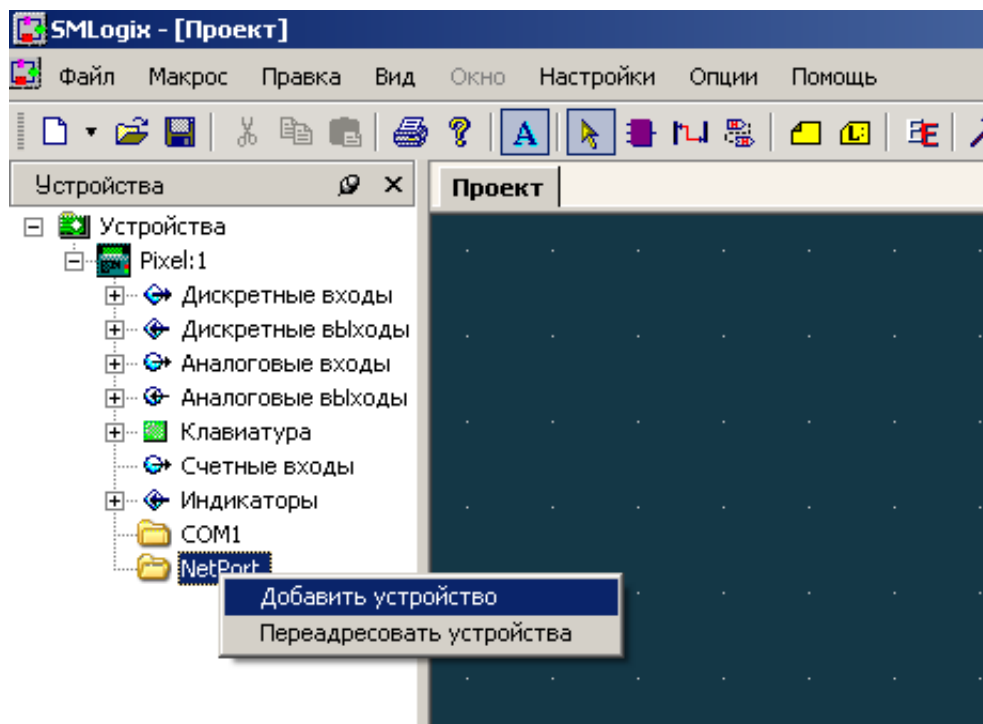 SMLogix - [Проект]
Файл Макрос Правка Вид Окно Настройки Опции Помощь
A L: E
Устройства
Проект
Устройства
Pixel:1
Дискретные входы
Дискретные вЫходы
Аналоговые входы
Аналоговые вЫходы
Клавиатура
Счетные входы
Индикаторы
COM1
NetPort
Добавить устройство
Переадресовать устройства